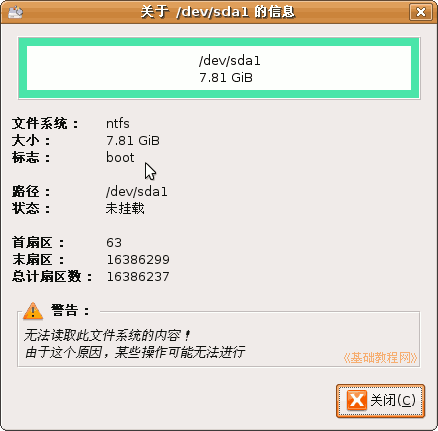 关于 /dev/sda1 的信息
/dev/sda1
7.81 GiB
文件系统： ntfs
大小： 7.81 GiB
标志： boot
路径： /dev/sda1
状态： 未挂载
首扇区： 63
末扇区： 16386299
总计扇区数： 16386237
警告：
无法读取此文件系统的内容！
由于这个原因，某些操作可能无法进行
《基础教程网》
关闭(C)